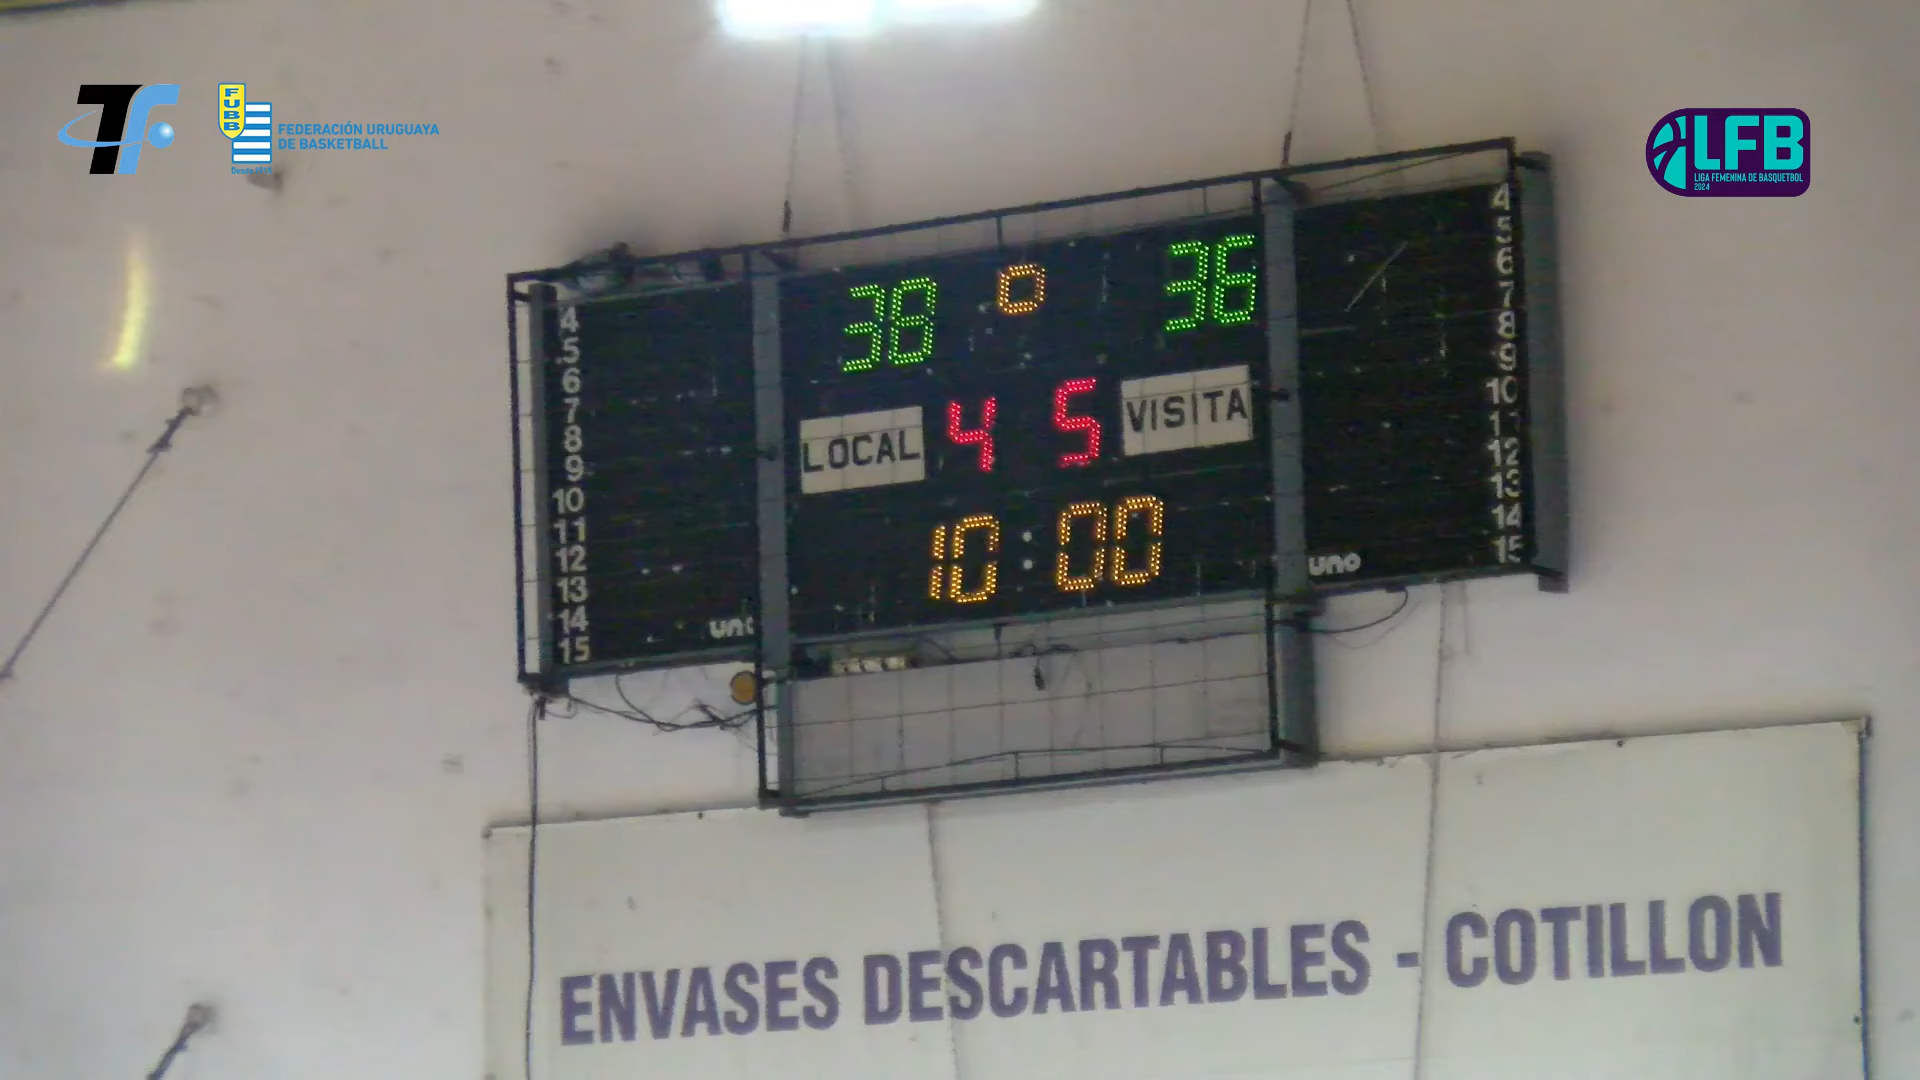 TF
FUBB
FEDERACIÓN URUGUAYA
DE BASKETBALL
LFB
LIGA FEMENINA DE BASQUETBOL
2024
38 0 36
LOCAL 4 5 VISITA
10:00
4
5
6
7
8
9
10
11
12
13
14
15
uno
4
5
6
7
8
9
10
11
12
13
14
15
uno
ENVASES DESCARTABLES - COTILLON